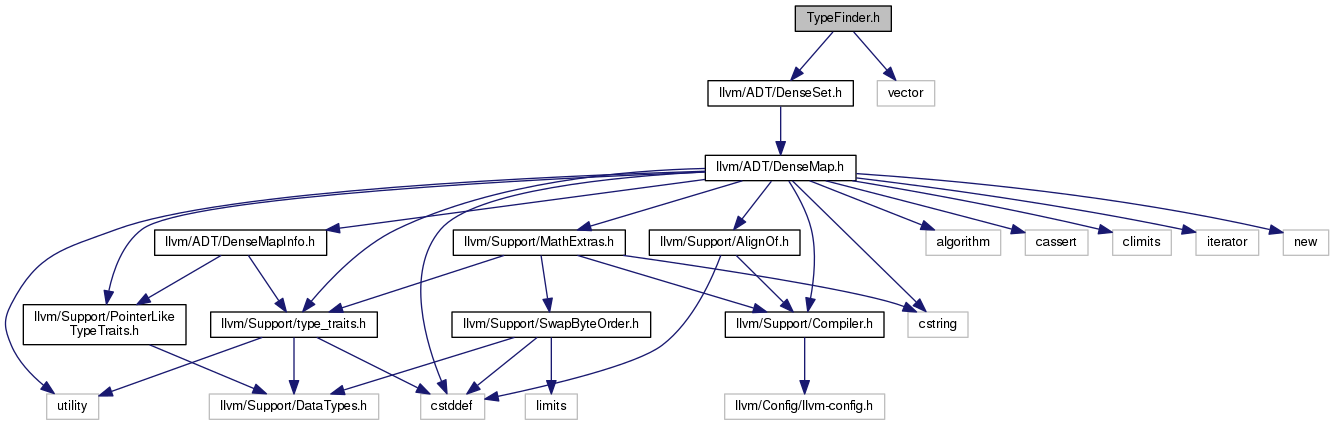 TypeFinder.h
llvm/ADT/DenseSet.h
vector
llvm/ADT/DenseMap.h
llvm/ADT/DenseMapInfo.h
llvm/Support/MathExtras.h
llvm/Support/AlignOf.h
algorithm
cassert
climits
iterator
new
llvm/Support/PointerLike
TypeTraits.h
llvm/Support/type_traits.h
llvm/Support/SwapByteOrder.h
llvm/Support/Compiler.h
cstring
utility
llvm/Support/DataTypes.h
cstddef
limits
llvm/Config/llvm-config.h